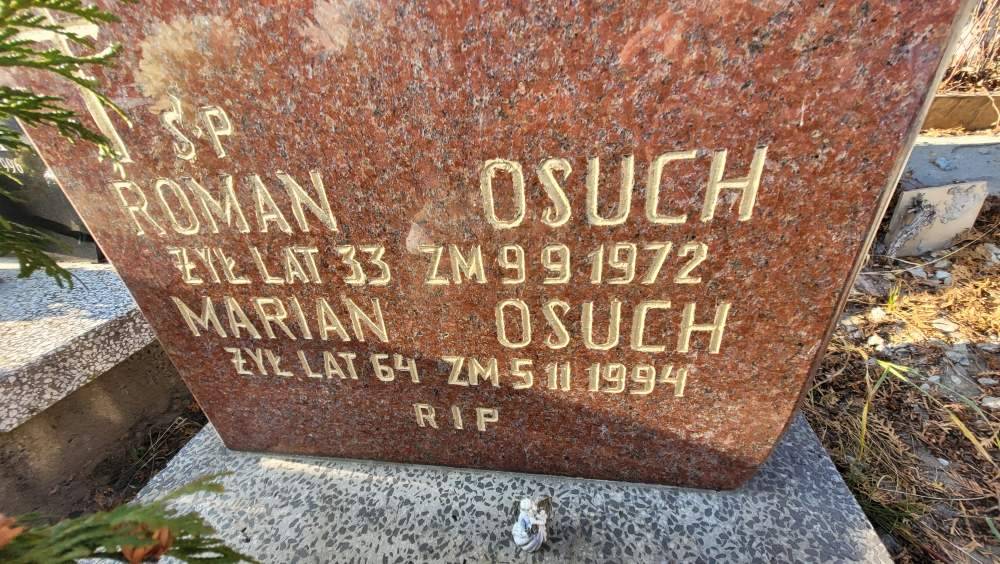 Ś.P
ROMAN OSUCH
ŻYŁ LAT 33 ZM 9 9 1972
MARIAN OSUCH
ŻYŁ.LAT 64 ZM 5 11 1994
RIP